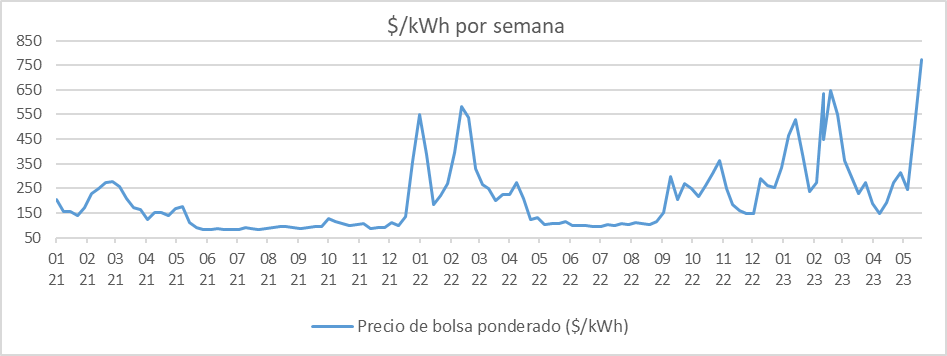 $/kWh por semana
850
750
650
550
450
350
250
150
50
01 02 03 04 05 06 07 08 09 10 11 12 01 02 03 04 05 06 07 08 09 10 11 12 01 02 03 04 05
21 21 21 21 21 21 21 21 21 21 21 21 22 22 22 22 22 22 22 22 22 22 22 22 23 23 23 23 23
Precio de bolsa ponderado ($/kWh)